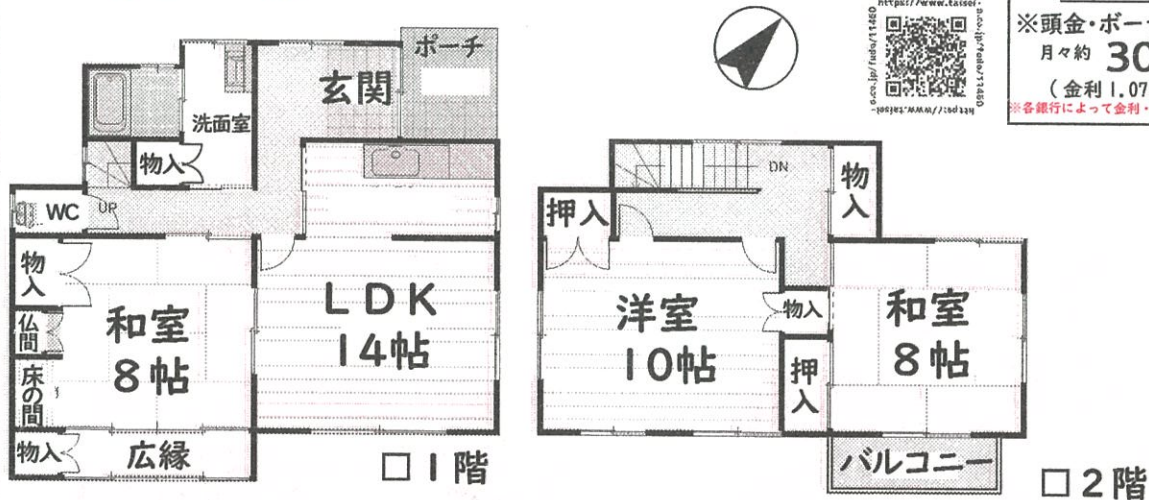 ポーチ
玄関
洗面室
物入
WC
UP
物入
和室
8帖
仏間
床の間
物入
広縁
LDK
14帖
□1階
https://www.taisei-
※頭金・ボー
月々約 30
(金利1.07
※各銀行によって金利・
DN
物入
押入
洋室
10帖
物入
押入
和室
8帖
バルコニー
□2階